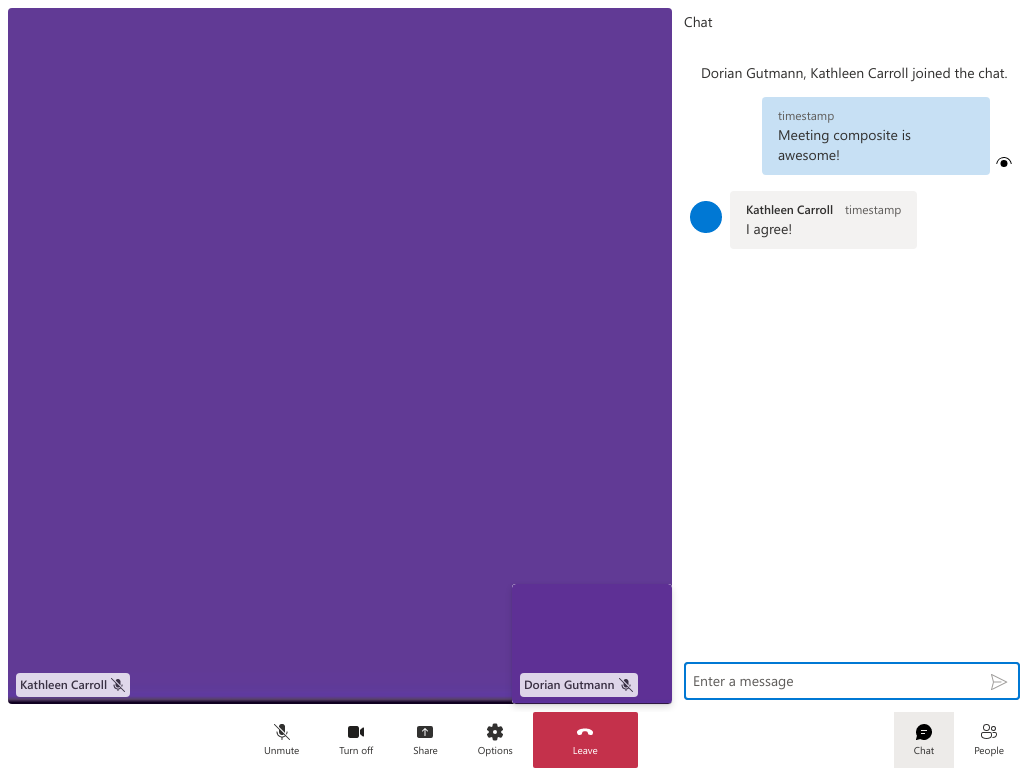 Chat
Dorian Gutmann, Kathleen Carroll joined the chat.
timestamp
Meeting composite is
awesome!
Kathleen Carroll timestamp
I agree!
Kathleen Carroll
Dorian Gutmann
Enter a message
Unmute
Turn off
Share
Options
Leave
Chat
People